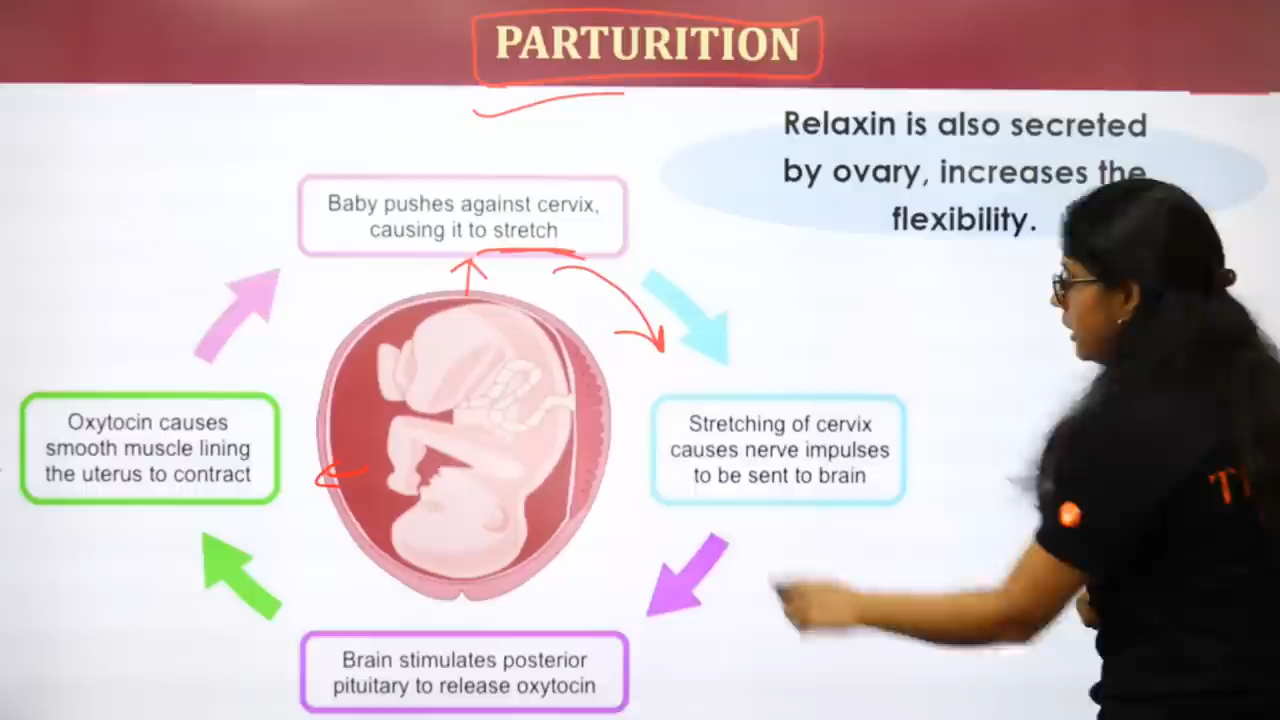 PARTURITION
Relaxin is also secreted
by ovary, increases the
flexibility.
Baby pushes against cervix,
causing it to stretch
Stretching of cervix
causes nerve impulses
to be sent to brain
Brain stimulates posterior
pituitary to release oxytocin
Oxytocin causes
smooth muscle lining
the uterus to contract